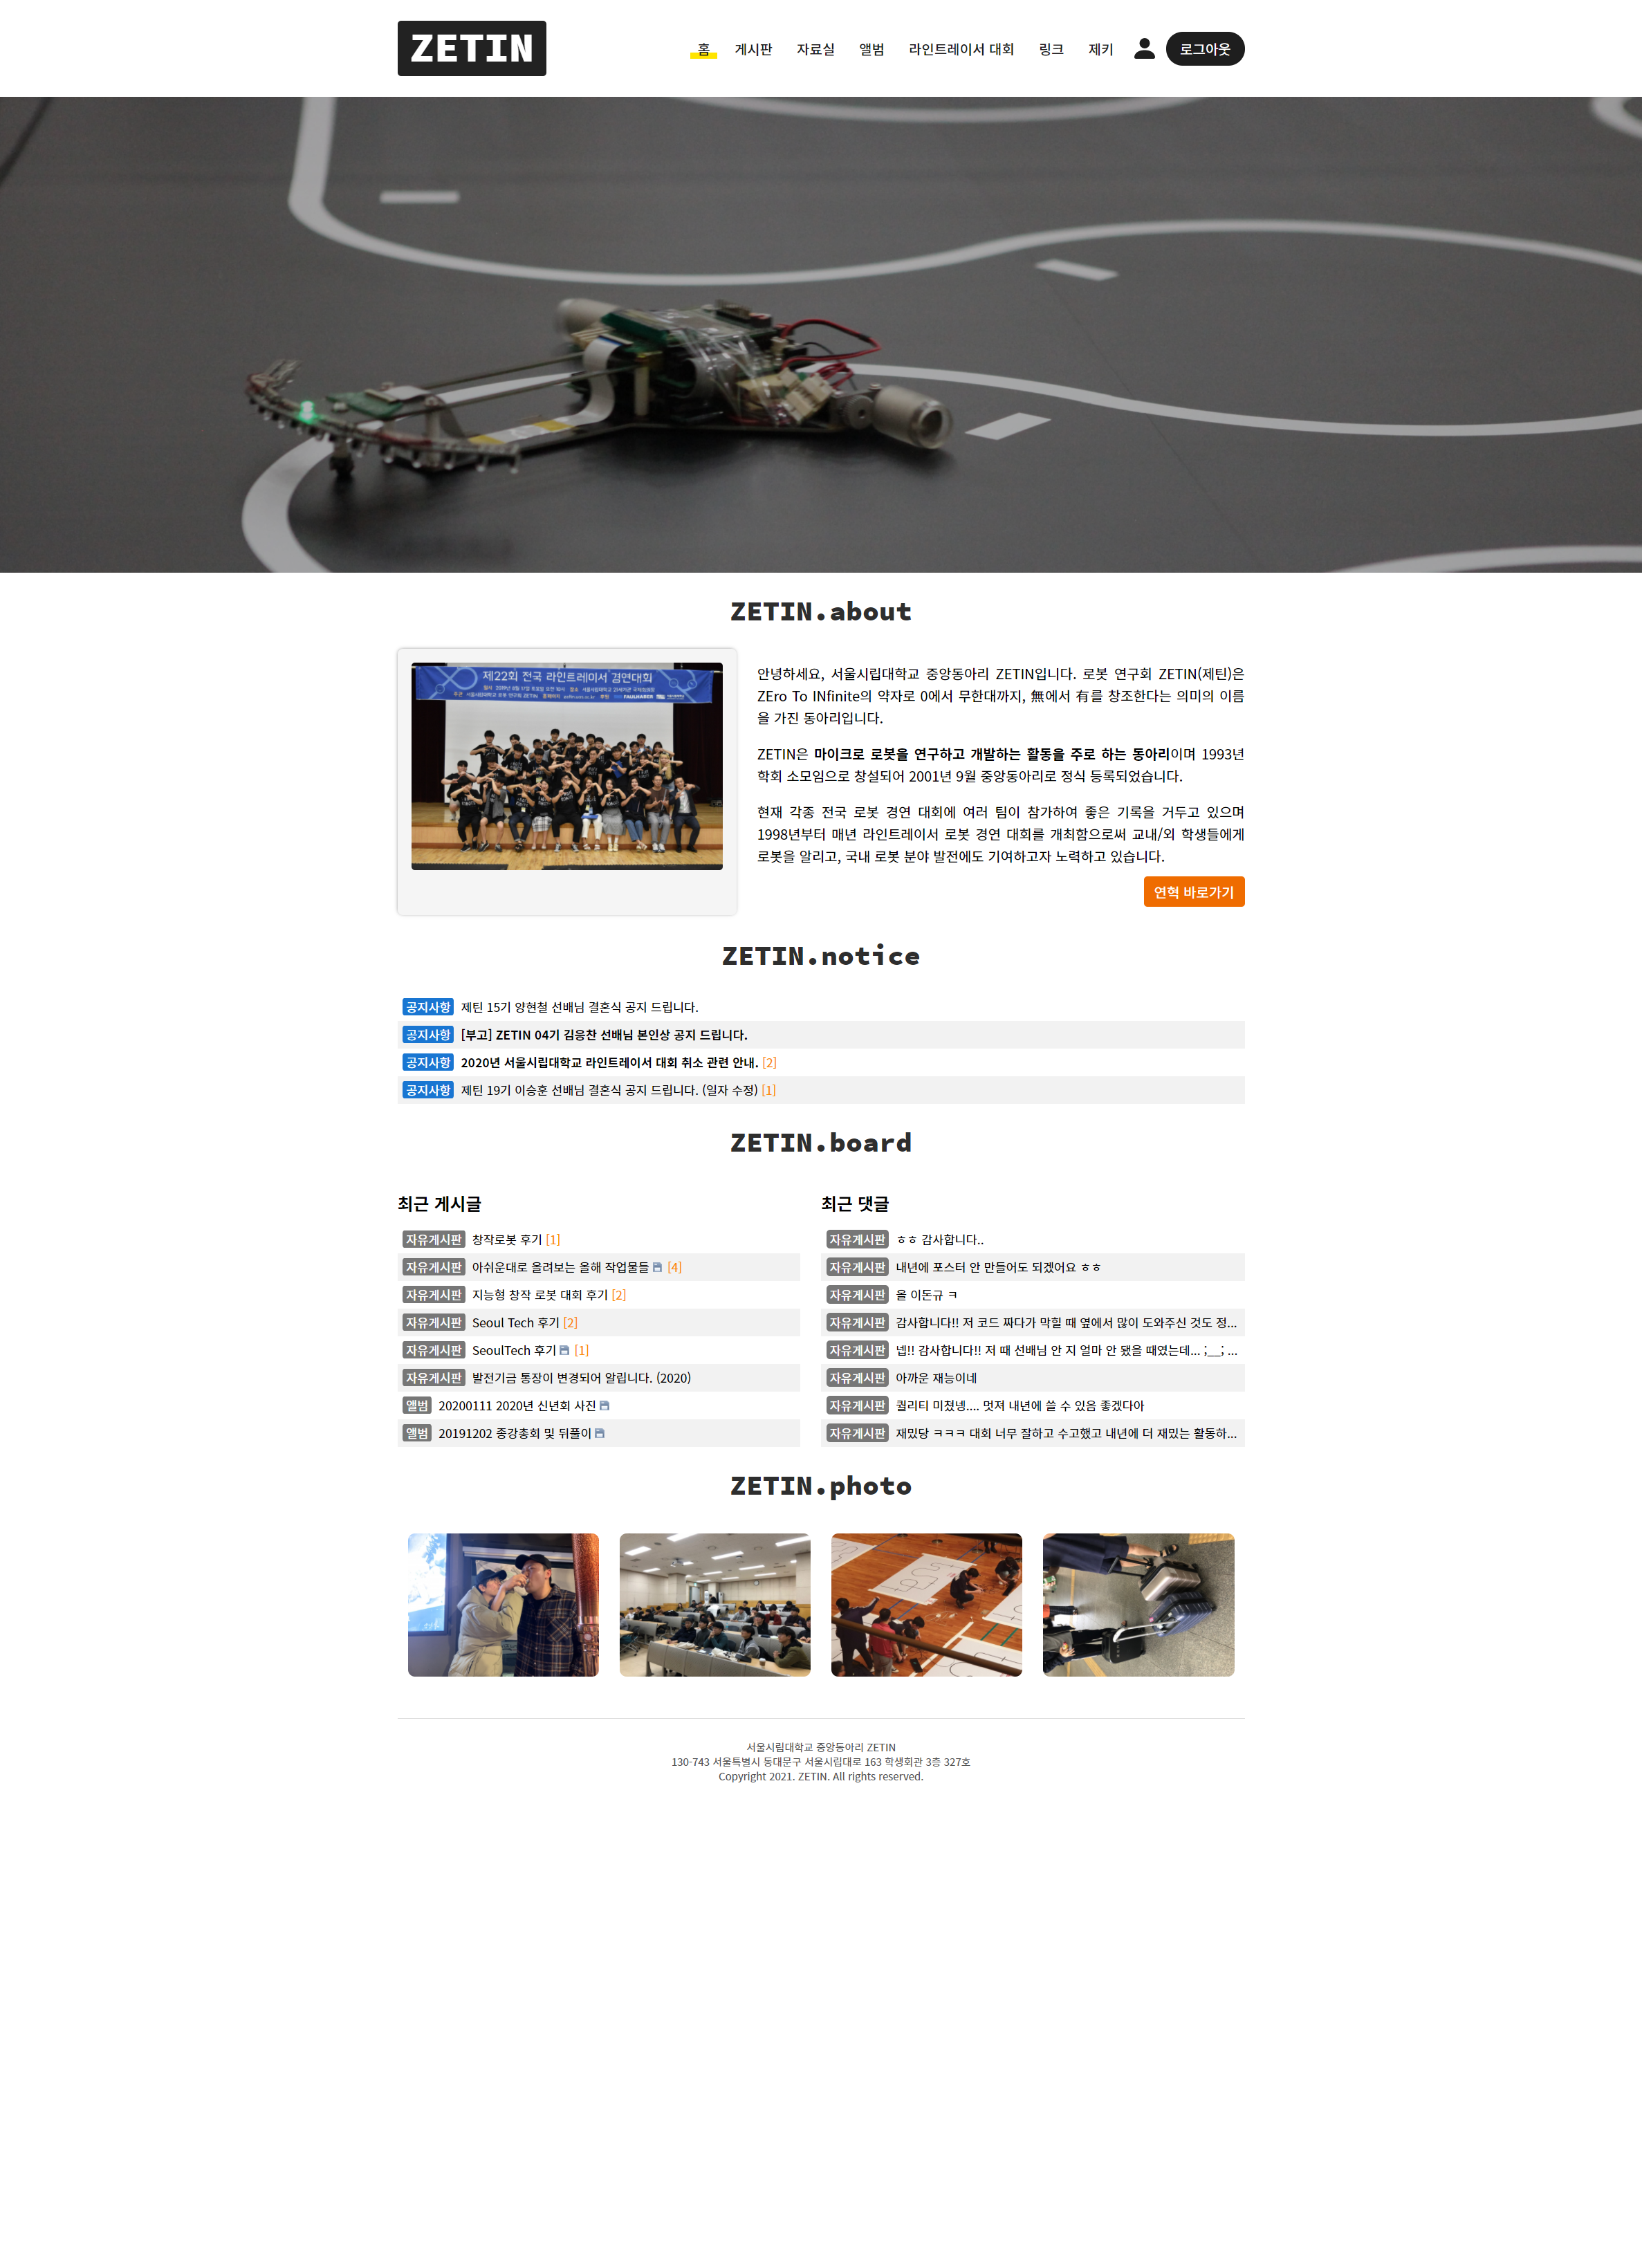 ZETIN
홈 게시판 자료실 앨범 라인트레이서 대회 링크 제키 로그아웃
ZETIN.about
제22회 전국 라인트레이서 경연대회
안녕하세요, 서울시립대학교 중앙동아리 ZETIN입니다. 로봇 연구회 ZETIN(제틴)은
ZEro To INfinite의 약자로 0에서 무한대까지, 無에서 有를 창조한다는 의미의 이름
을 가진 동아리입니다.
ZETIN은 마이크로 로봇을 연구하고 개발하는 활동을 주로 하는 동아리이며 1993년
학회 소모임으로 창설되어 2001년 9월 중앙동아리로 정식 등록되었습니다.
현재 각종 전국 로봇 경연 대회에 여러 팀이 참가하여 좋은 기록을 거두고 있으며
1998년부터 매년 라인트레이서 로봇 경연 대회를 개최함으로써 교내/외 학생들에게
로봇을 알리고, 국내 로봇 분야 발전에도 기여하고자 노력하고 있습니다.
연혁 바로가기
ZETIN.notice
공지사항 제틴 15기 양현철 선배님 결혼식 공지 드립니다.
공지사항 [부고] ZETIN 04기 김응찬 선배님 본인상 공지 드립니다.
공지사항 2020년 서울시립대학교 라인트레이서 대회 취소 관련 안내. [2]
공지사항 제틴 19기 이승훈 선배님 결혼식 공지 드립니다. (일자 수정) [1]
ZETIN.board
최근 게시글
자유게시판 창작로봇 후기 [1]
자유게시판 아쉬운대로 올려보는 올해 작업물들 [4]
자유게시판 지능형 창작 로봇 대회 후기 [2]
자유게시판 Seoul Tech 후기 [2]
자유게시판 SeoulTech 후기 [1]
자유게시판 발전기금 통장이 변경되어 알립니다. (2020)
앨범 20200111 2020년 신년회 사진
앨범 20191202 종강총회 및 뒤풀이
최근 댓글
자유게시판 ㅎㅎ 감사합니다..
자유게시판 내년에 포스터 안 만들어도 되겠어요 ㅎㅎ
자유게시판 올 이돈규 ㅋ
자유게시판 감사합니다!! 저 코드 짜다가 막힐 때 옆에서 많이 도와주신 것도 정...
자유게시판 넵!! 감사합니다!! 저 때 선배님 안 지 얼마 안 됐을 때였는데... ;__; ...
자유게시판 아까운 재능이네
자유게시판 퀄리티 미쳤넹.... 멋져 내년에 쓸 수 있음 좋겠다아
자유게시판 재밌당 ㅋㅋㅋ 대회 너무 잘하고 수고했고 내년에 더 재밌는 활동하...
ZETIN.photo
서울시립대학교 중앙동아리 ZETIN
130-743 서울특별시 동대문구 서울시립대로 163 학생회관 3층 327호
Copyright 2021. ZETIN. All rights reserved.